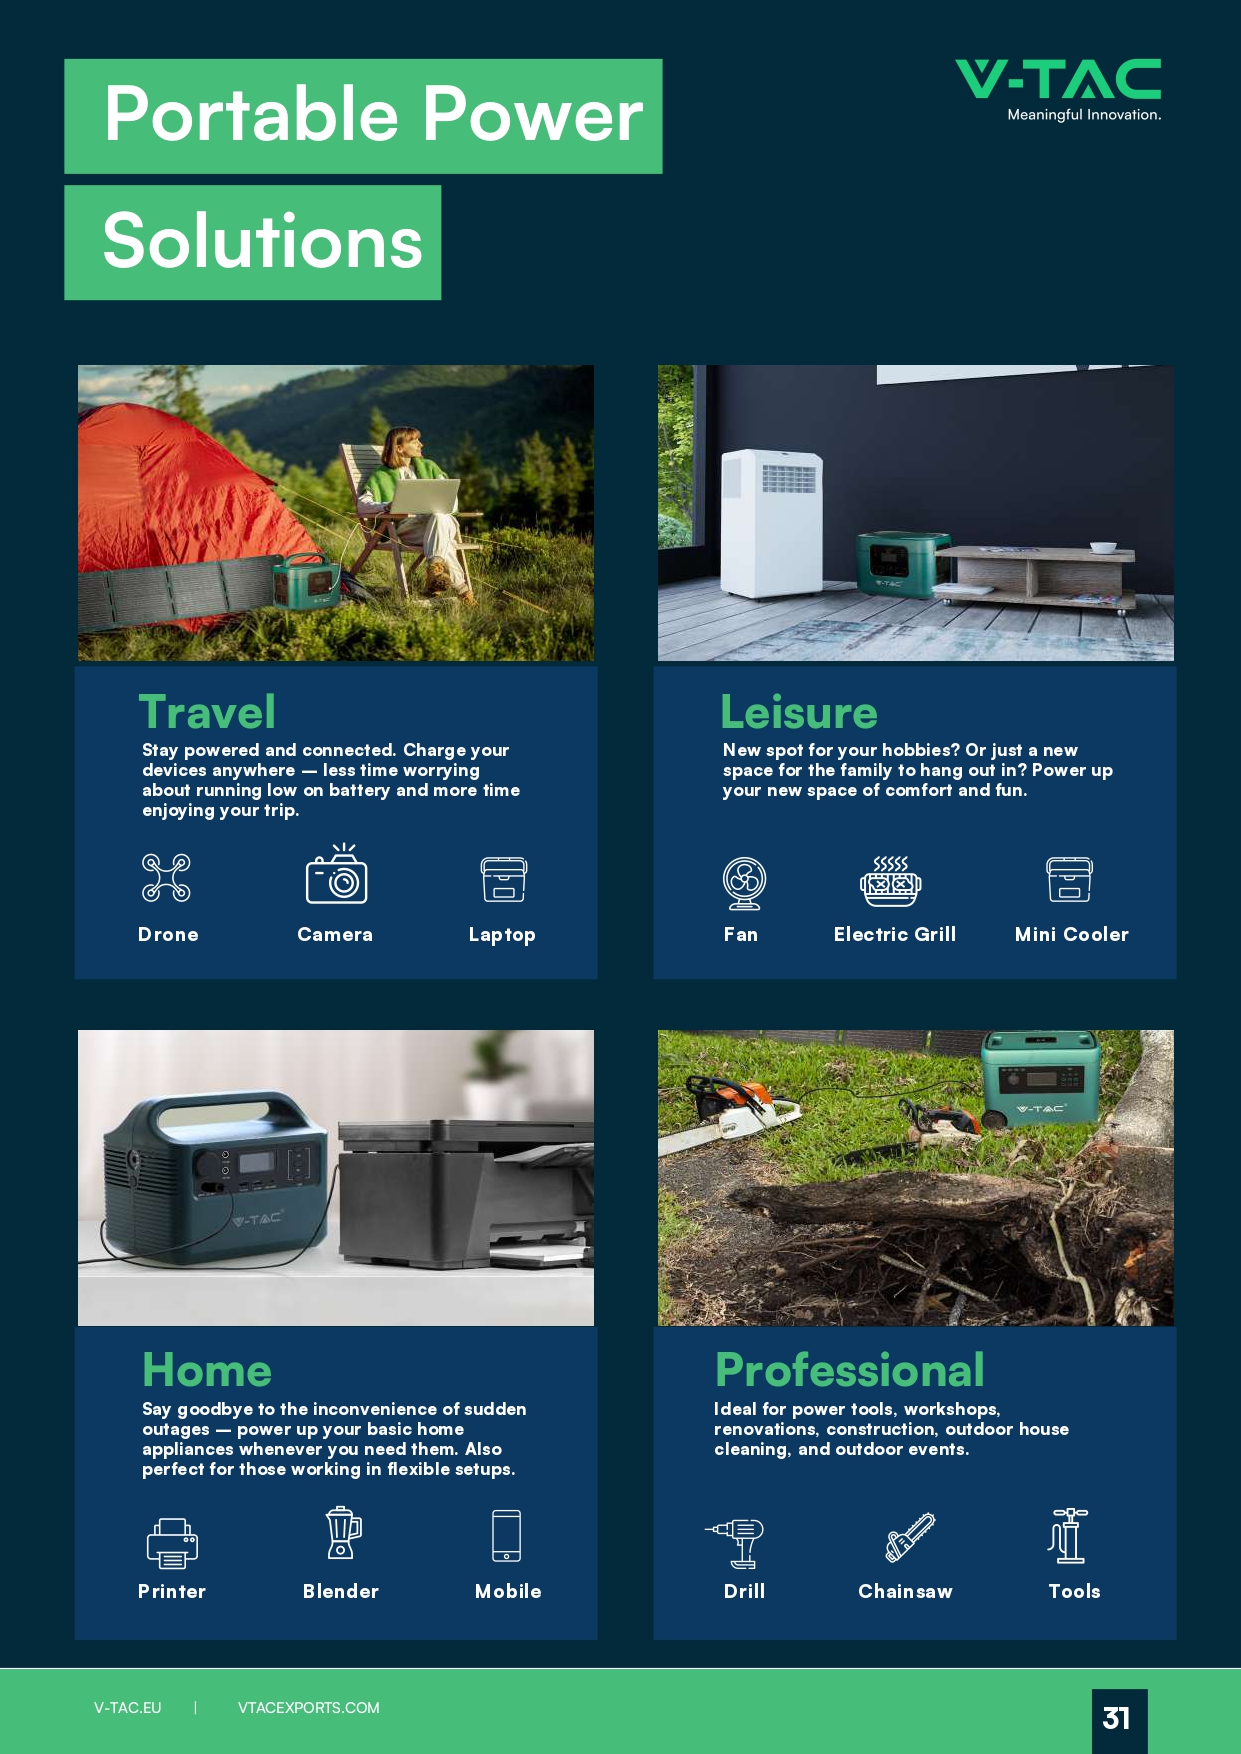 Portable Power
Solutions
V-TAC
Meaningful Innovation.
V-TAC
V-TAC
Travel
Stay powered and connected. Charge your
devices anywhere — less time worrying
about running low on battery and more time
enjoying your trip.
Drone
Camera
Laptop
Leisure
New spot for your hobbies? Or just a new
space for the family to hang out in? Power up
your new space of comfort and fun.
Fan
Electric Grill
Mini Cooler
V-TAC
V-TAC
Home
Say goodbye to the inconvenience of sudden
outages — power up your basic home
appliances whenever you need them. Also
perfect for those working in flexible setups.
Printer
Blender
Mobile
Professional
Ideal for power tools, workshops,
renovations, construction, outdoor house
cleaning, and outdoor events.
Drill
Chainsaw
Tools
V-TAC.EU | VTACEXPORTS.COM
31